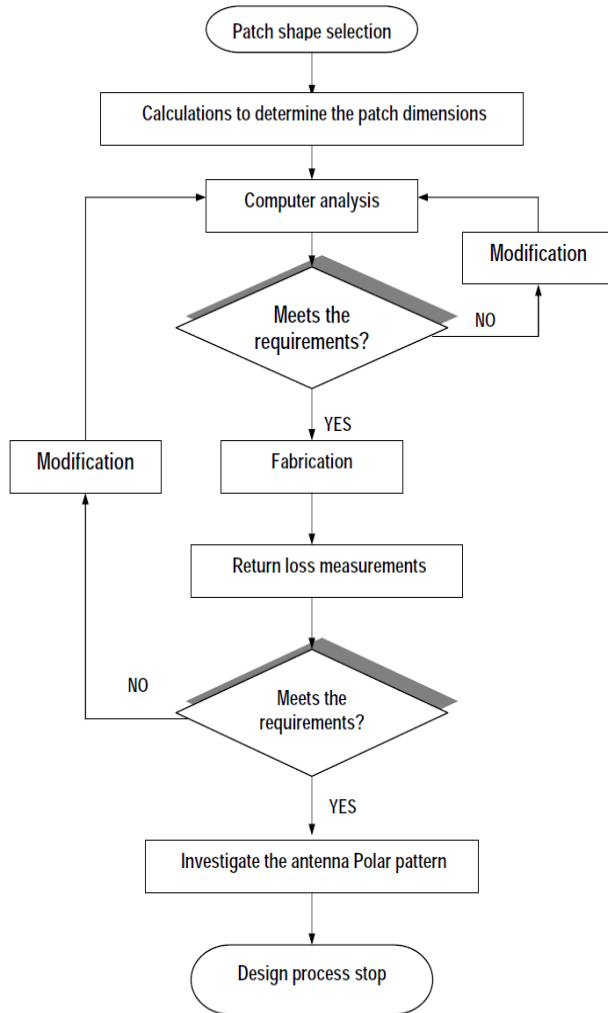 Patch shape selection
Calculations to determine the patch dimensions
Computer analysis
Modification
Meets the
requirements?
NO
YES
Modification
Fabrication
Return loss measurements
NO
Meets the
requirements?
YES
Investigate the antenna Polar pattern
Design process stop